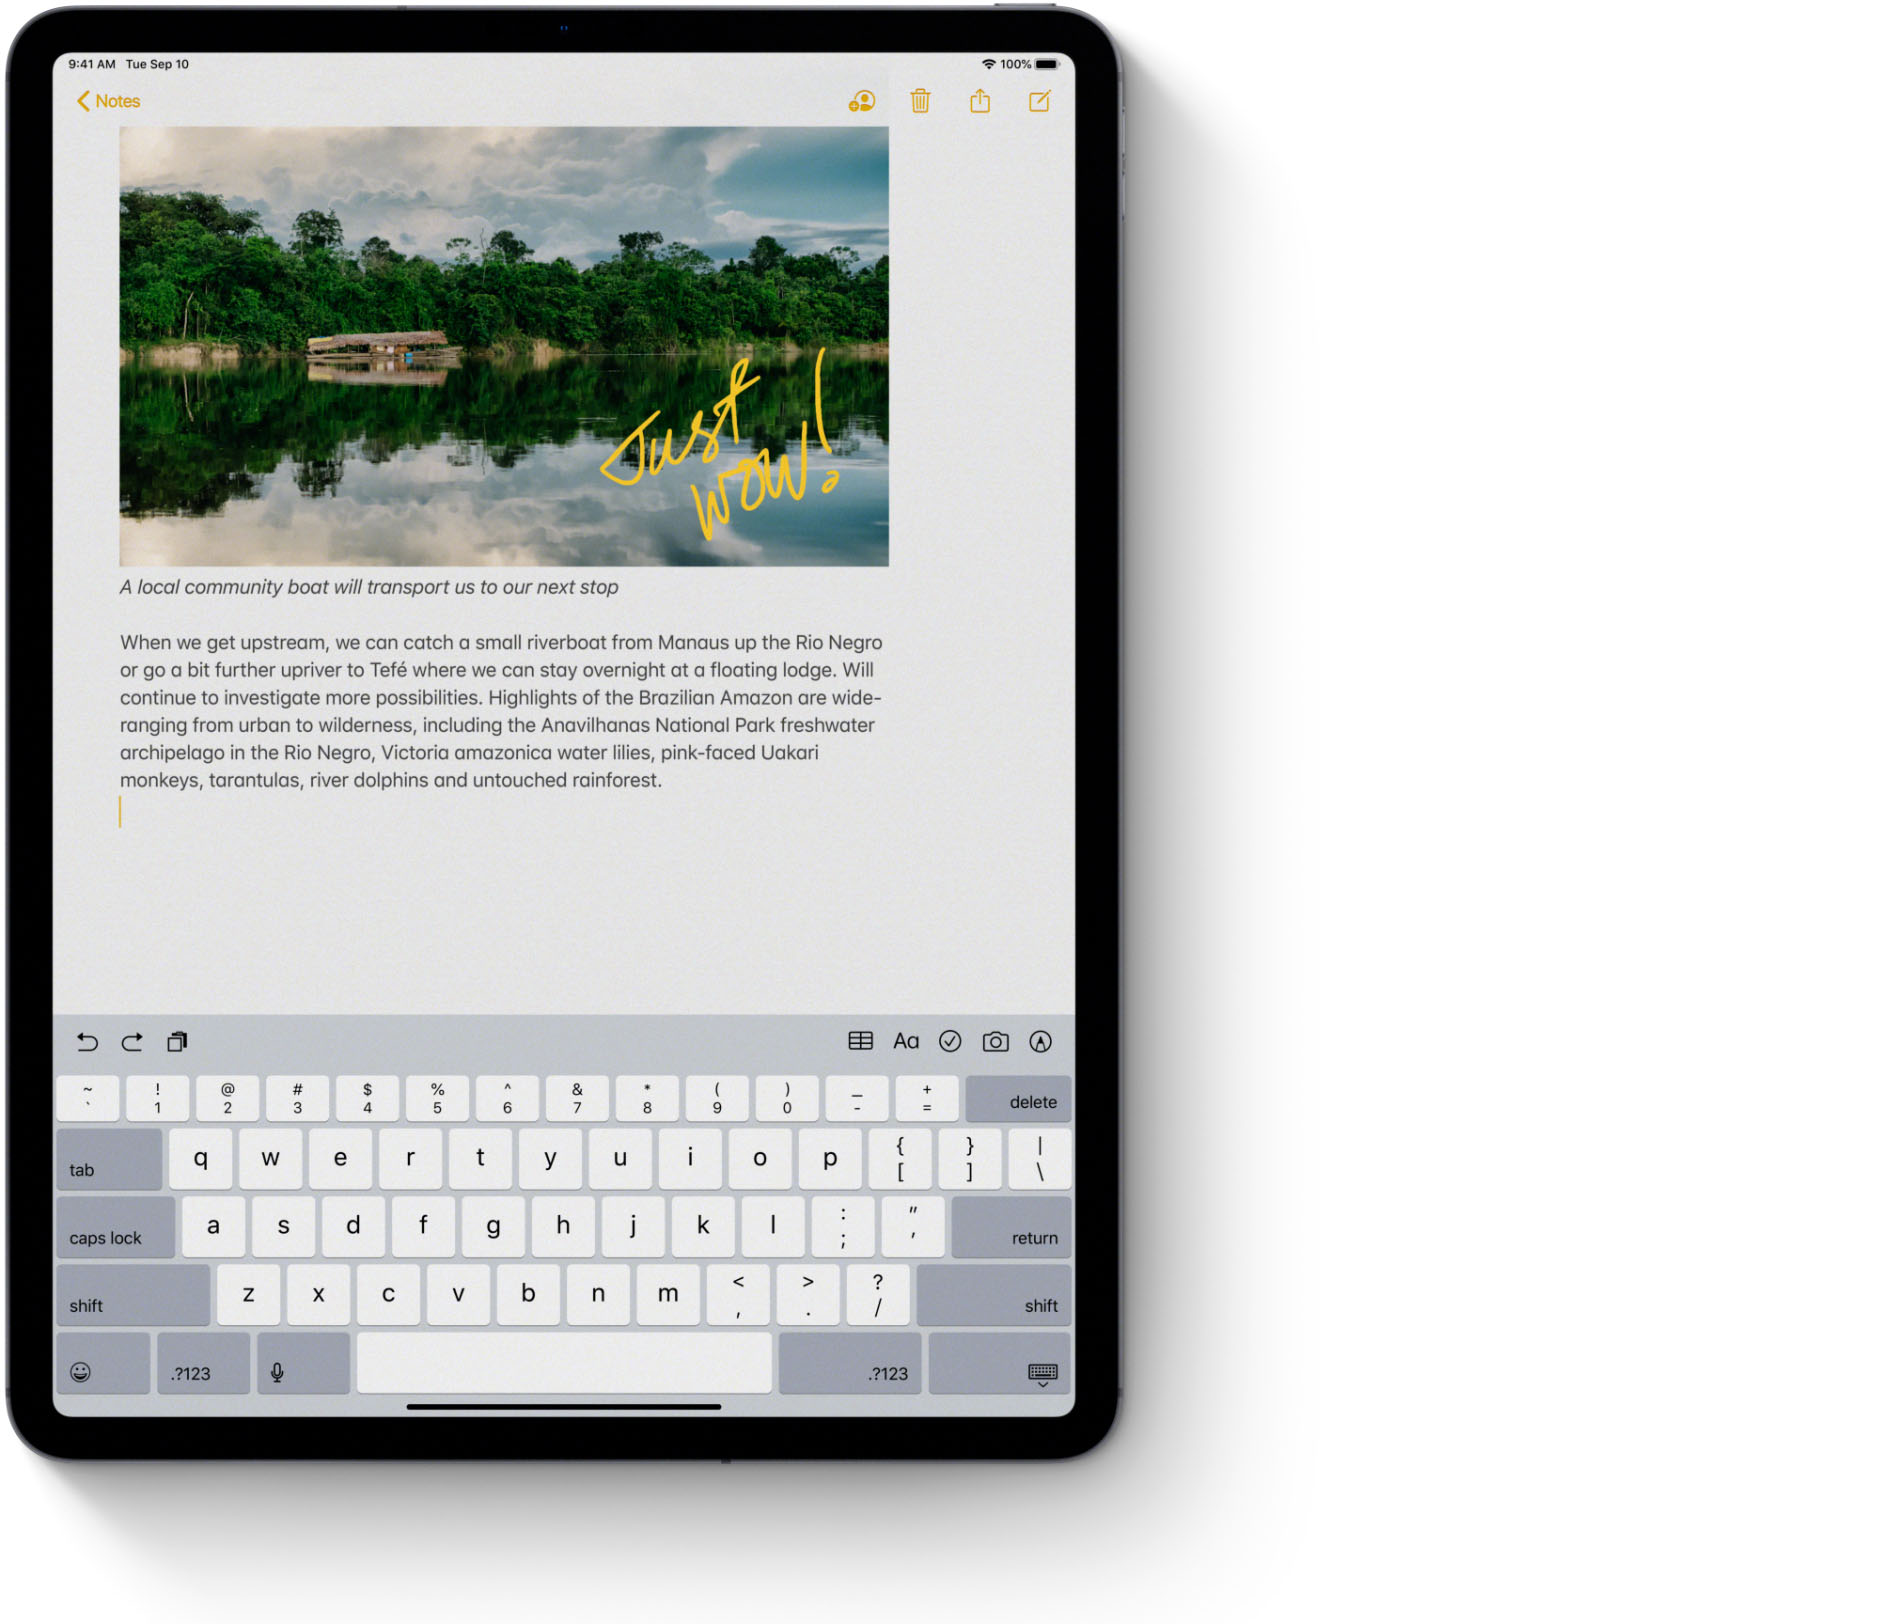 9:41 AM Tue Sep 10
100%
Notes
Just
wow!
A local community boat will transport us to our next stop
When we get upstream, we can catch a small riverboat from Manaus up the Rio Negro
or go a bit further upriver to Tefé where we can stay overnight at a floating lodge. Will
continue to investigate more possibilities. Highlights of the Brazilian Amazon are wide-
ranging from urban to wilderness, including the Anavilhanas National Park freshwater
archipelago in the Rio Negro, Victoria amazonica water lilies, pink-faced Uakari
monkeys, tarantulas, river dolphins and untouched rainforest.
Aa
~ ! @ # $ % ^ & * ( ) _ +
` 1 2 3 4 5 6 7 8 9 0 - = delete
tab q w e r t y u i o p { } |
[ ] \
caps lock a s d f g h j k l : "
; ' return
shift z x c v b n m < > ?
, . / shift
.?123 .?123